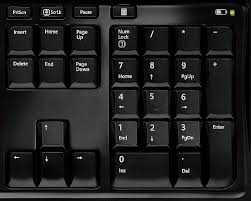 PrtScn ScrLk Pause
Insert Home Page Up
Delete End Page Down
Num Lock / * -
7 Home 8 9 PgUp +
4 5 6
1 End 2 3 PgDn Enter
0 Ins . Del